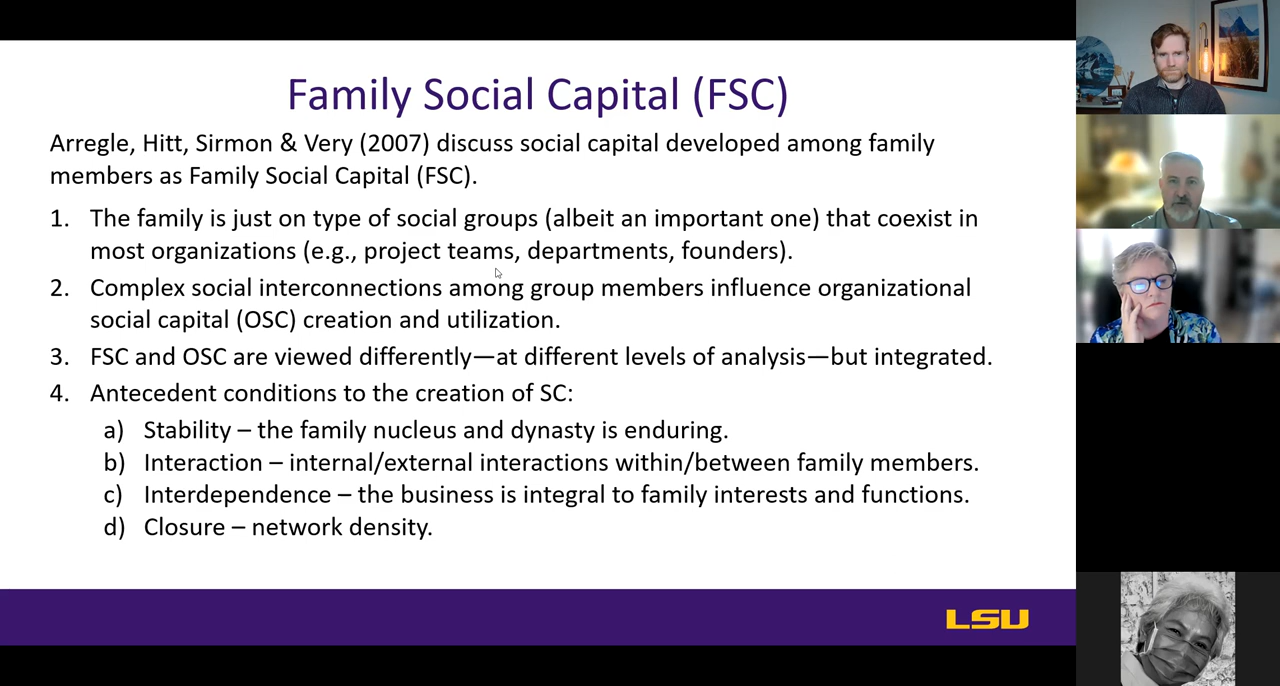 Family Social Capital (FSC)
Arregle, Hitt, Sirmon & Very (2007) discuss social capital developed among family
members as Family Social Capital (FSC).
1. The family is just on type of social groups (albeit an important one) that coexist in
most organizations (e.g., project teams, departments, founders).
2. Complex social interconnections among group members influence organizational
social capital (OSC) creation and utilization.
3. FSC and OSC are viewed differently—at different levels of analysis—but integrated.
4. Antecedent conditions to the creation of SC:
a) Stability – the family nucleus and dynasty is enduring.
b) Interaction – internal/external interactions within/between family members.
c) Interdependence – the business is integral to family interests and functions.
d) Closure – network density.
LSU